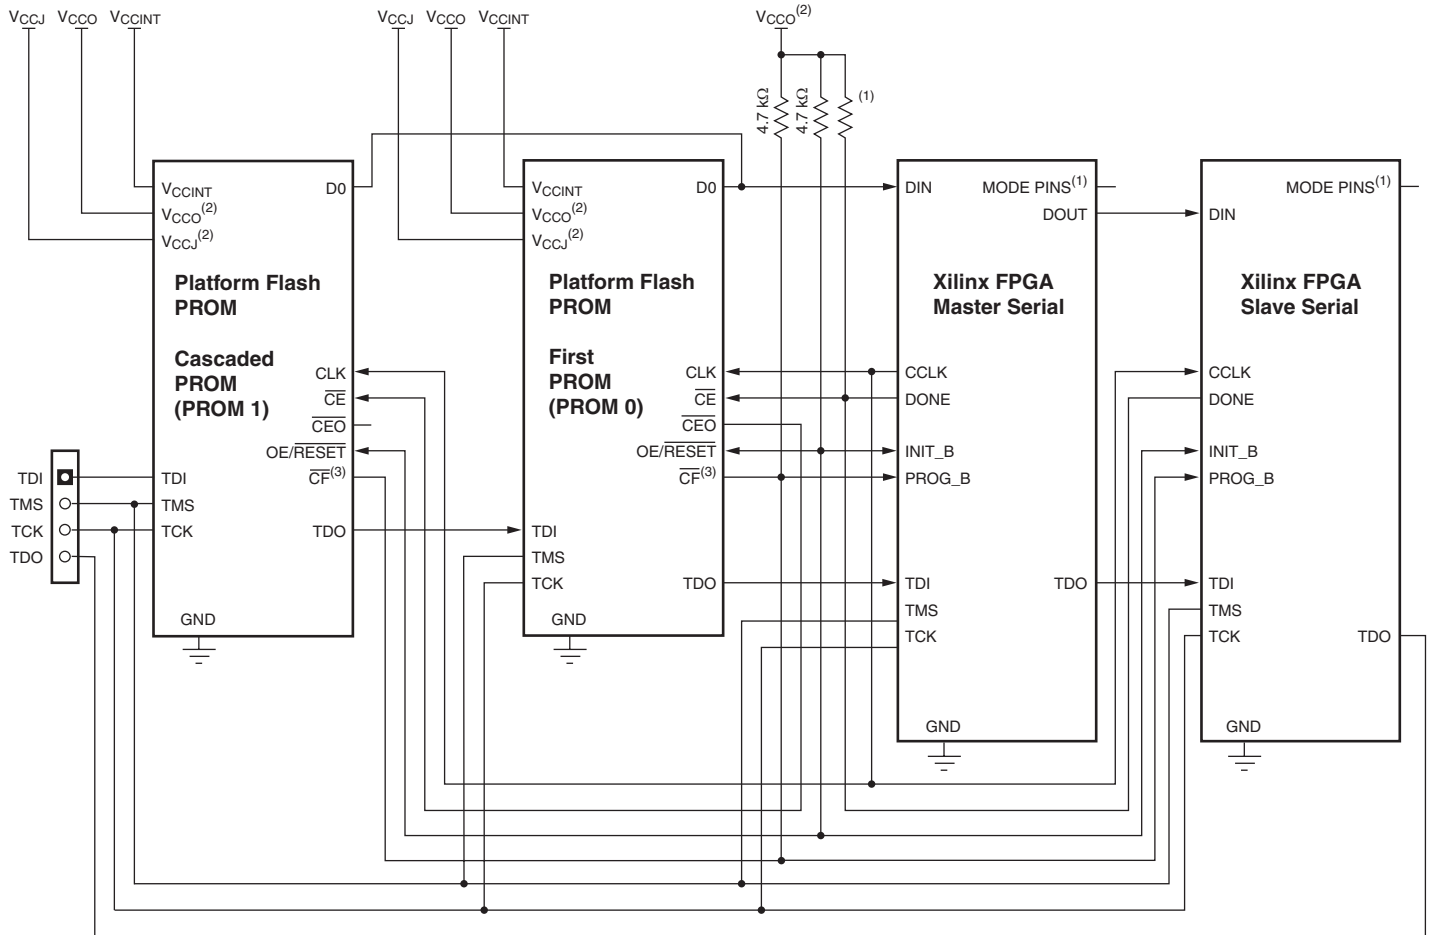 VCCJ VCCO VCCINT
VCCJ VCCO VCCINT
VCCO(2)
4.7 kΩ
4.7 kΩ
(1)
VCCINT
VCCO(2)
VCCJ(2)
D0
Platform Flash
PROM
Cascaded
PROM
(PROM 1)
CLK
CE
CEO
OE/RESET
CF(3)
TDI
TMS
TCK
TDO
GND
TDI
TMS
TCK
TDO
VCCINT
VCCO(2)
VCCJ(2)
D0
Platform Flash
PROM
First
PROM
(PROM 0)
CLK
CE
CEO
OE/RESET
CF(3)
TDI
TMS
TCK
TDO
GND
DIN
MODE PINS(1)
DOUT
Xilinx FPGA
Master Serial
CCLK
DONE
INIT_B
PROG_B
TDI
TMS
TCK
TDO
GND
MODE PINS(1)
DIN
Xilinx FPGA
Slave Serial
CCLK
DONE
INIT_B
PROG_B
TDI
TMS
TCK
TDO
GND